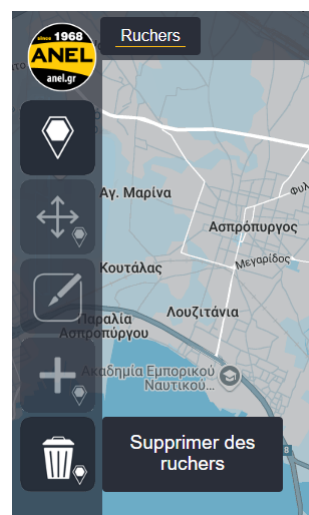 since 1968
ANEL
anel.gr
Ruchers
Αγ. Μαρίνα
Ασπρόπυργος
Μεγαρίδος
Κουτάλας
Λουζιτάνια
Παραλία
Ασπροπύργου
Ακαδημία Εμπορικού
Ναυτικού...
8
Supprimer des
ruchers